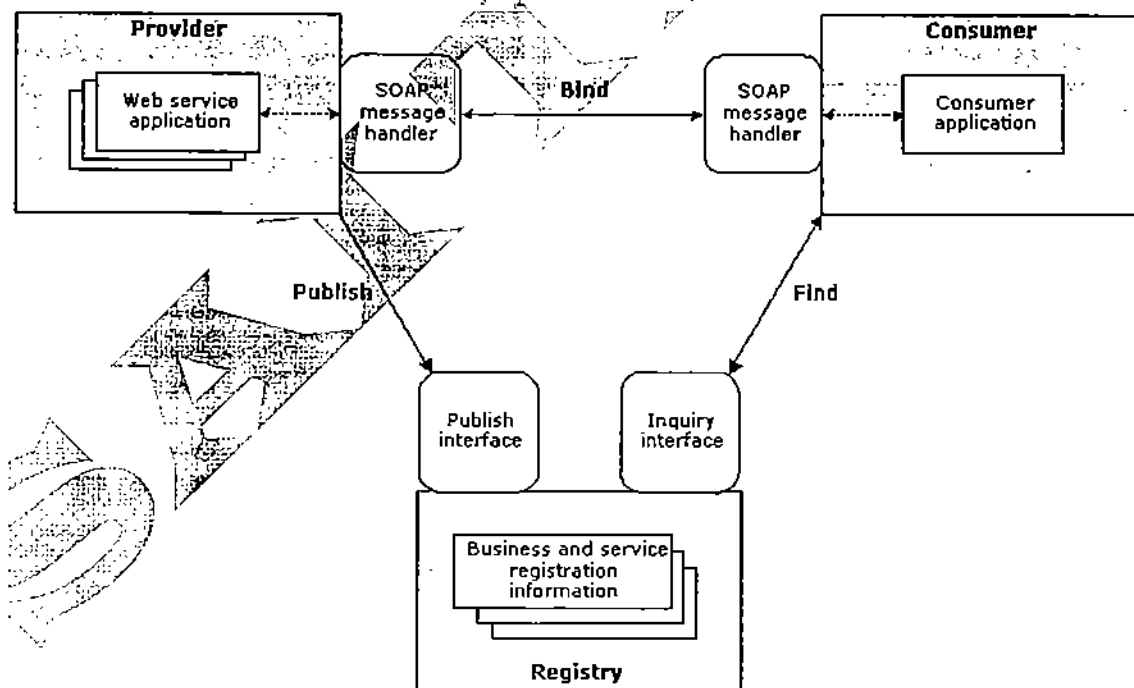 Provider
Consumer
Web service
application
SOAP
message
handler
Bind
SOAP
message
handler
Consumer
application
Publish
Find
Publish
interface
Inquiry
interface
Business and service
registration
information
Registry